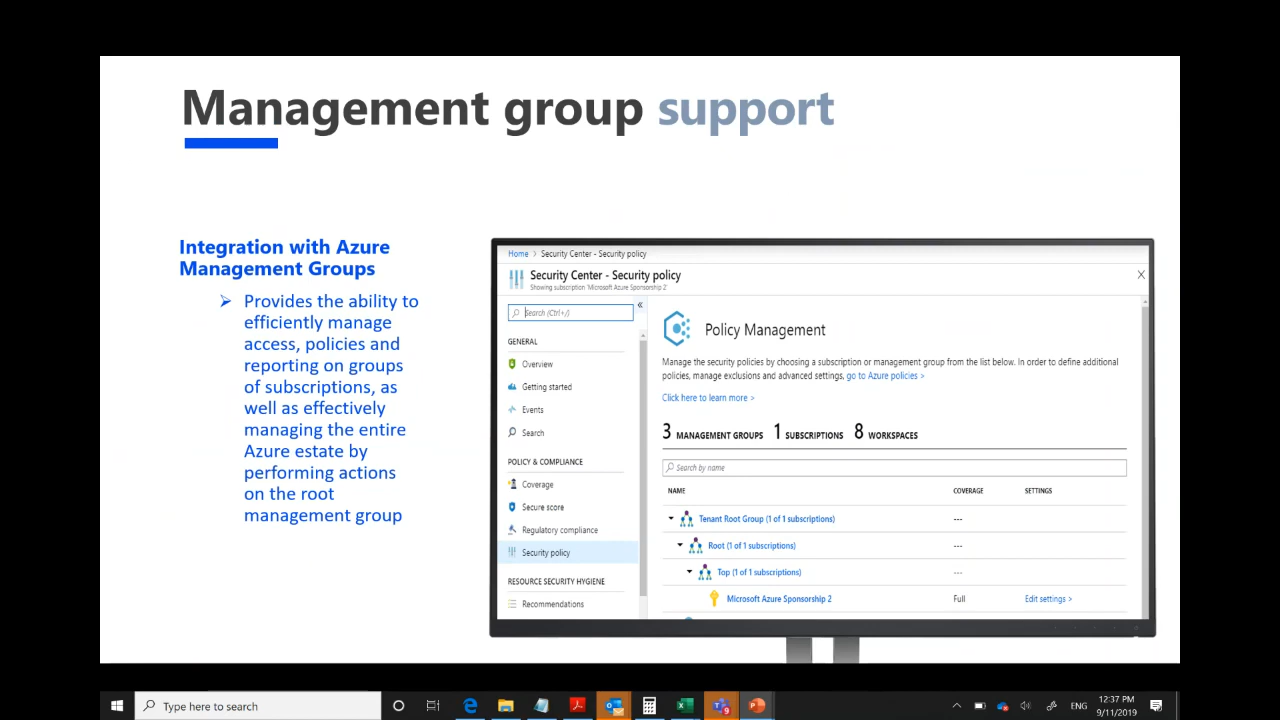 Management group support
Integration with Azure
Management Groups
Provides the ability to
efficiently manage
access, policies and
reporting on groups
of subscriptions, as
well as effectively
managing the entire
Azure estate by
performing actions
on the root
management group
Home > Security Center - Security policy
Security Center - Security policy
Showing subscription 'Microsoft Azure Sponsorship 2'
Search (Ctrl+/)
GENERAL
Overview
Getting started
Events
Search
POLICY & COMPLIANCE
Coverage
Secure score
Regulatory compliance
Security policy
RESOURCE SECURITY HYGIENE
Recommendations
Policy Management
Manage the security policies by choosing a subscription or management group from the list below. In order to define additional
policies, manage exclusions and advanced settings, go to Azure policies >
Click here to learn more >
3 MANAGEMENT GROUPS 1 SUBSCRIPTIONS 8 WORKSPACES
Search by name
NAME COVERAGE SETTINGS
Tenant Root Group (1 of 1 subscriptions) ---
Root (1 of 1 subscriptions) ---
Top (1 of 1 subscriptions) ---
Microsoft Azure Sponsorship 2 Full Edit settings >
Type here to search
ENG
12:37 PM
9/11/2019